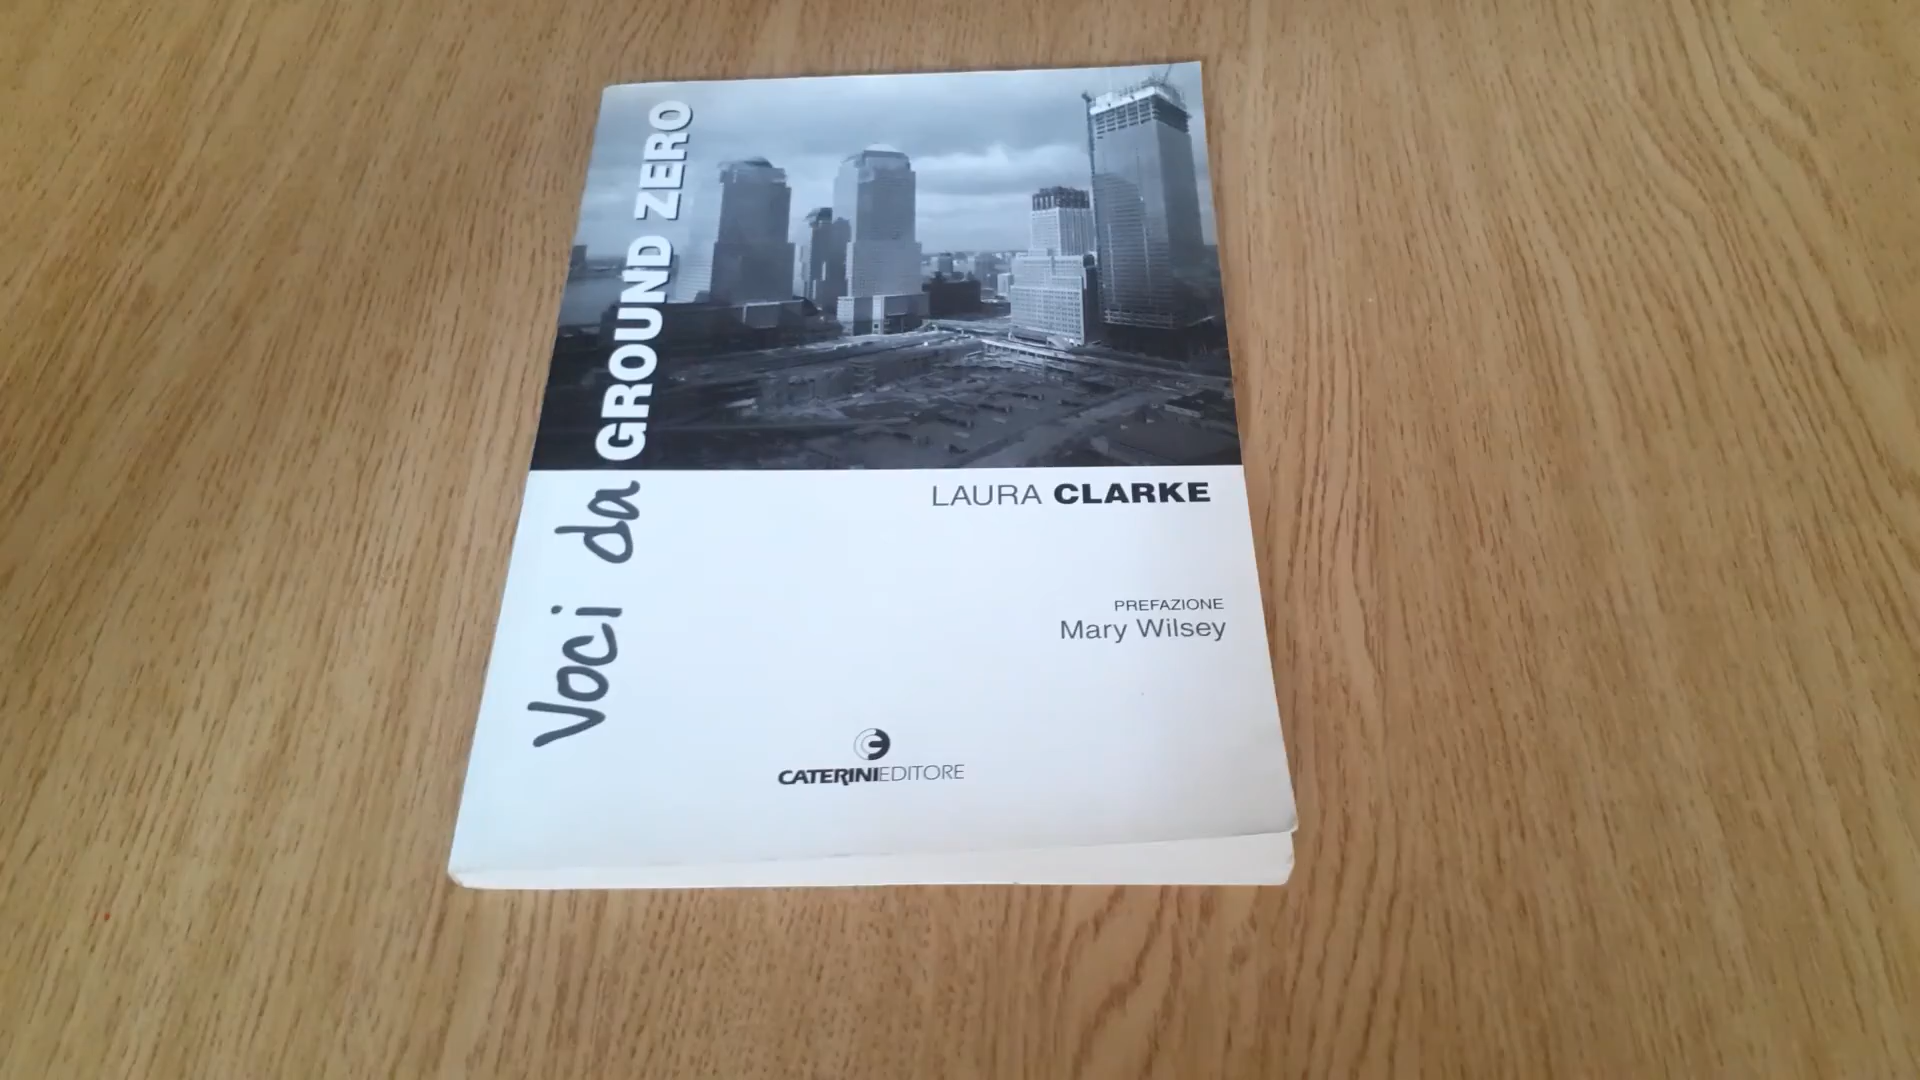 Voci da GROUND ZERO
LAURA CLARKE
PREFAZIONE
Mary Wilsey
CATERINIEDITORE